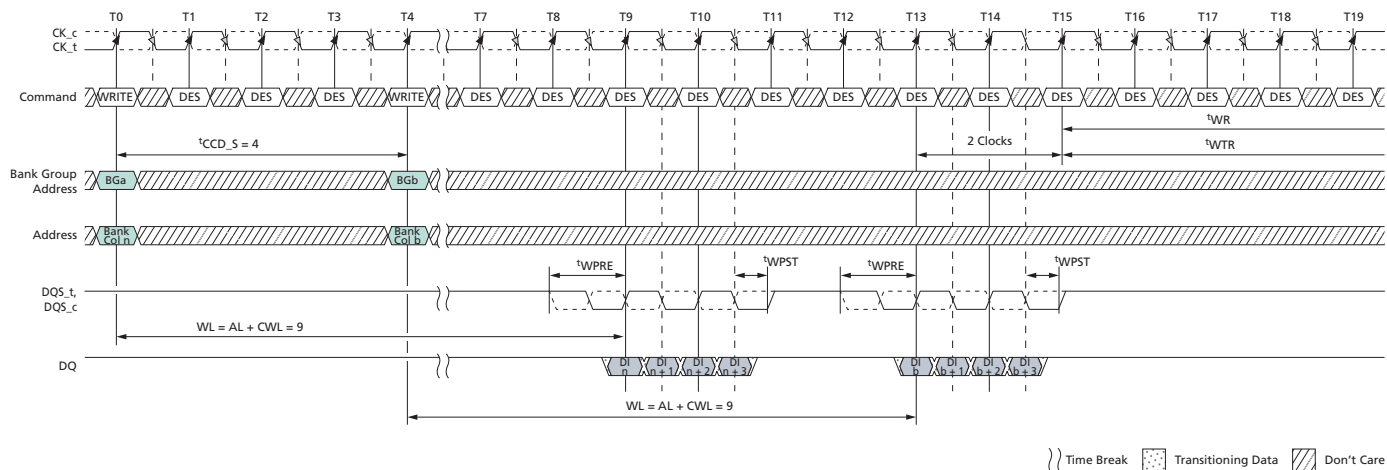 T0 T1 T2 T3 T4 T7 T8 T9 T10 T11 T12 T13 T14 T15 T16 T17 T18 T19
CK_c
CK_t
Command WRITE DES DES DES WRITE DES DES DES DES DES DES DES DES DES DES DES DES DES
tWR
tCCD_S = 4 2 Clocks
tWTR
Bank Group
Address BGa BGb
Address Bank
Col n Bank
Col b
tWPRE tWPST tWPRE tWPST
DQS_t,
DQS_c
WL = AL + CWL = 9
DQ DI
n DI
n + 1 DI
n + 2 DI
n + 3 DI
b DI
b + 1 DI
b + 2 DI
b + 3
WL = AL + CWL = 9
Time Break Transitioning Data Don't Care